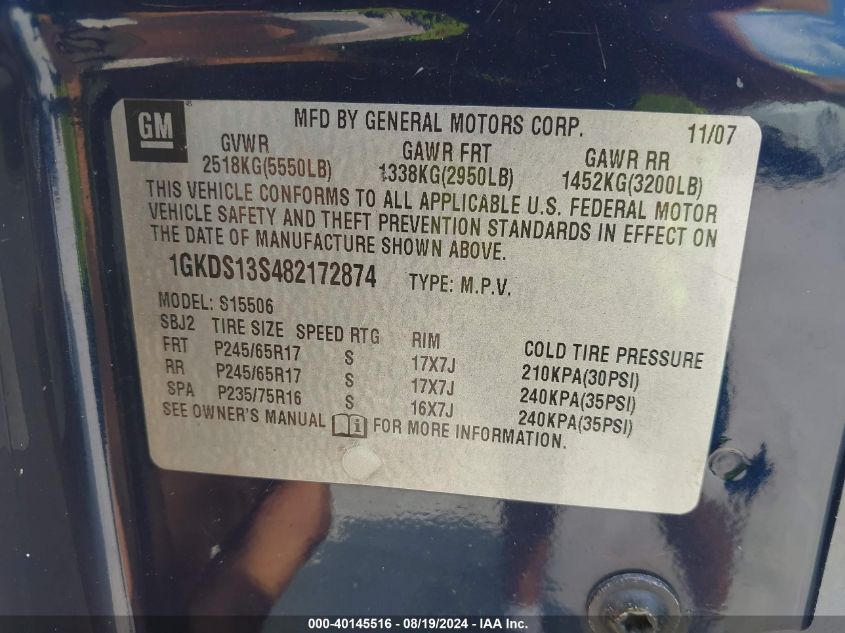 GM ®
MFD BY GENERAL MOTORS CORP. 11/07
GVWR GAWR FRT GAWR RR
2518KG(5550LB) 1338KG(2950LB) 1452KG(3200LB)
THIS VEHICLE CONFORMS TO ALL APPLICABLE U.S. FEDERAL MOTOR
VEHICLE SAFETY AND THEFT PREVENTION STANDARDS IN EFFECT ON
THE DATE OF MANUFACTURE SHOWN ABOVE.
1GKDS13S482172874 TYPE: M.P.V.
MODEL: S15506
SBJ2 TIRE SIZE SPEED RTG RIM COLD TIRE PRESSURE
FRT P245/65R17 S 17X7J 210KPA(30PSI)
RR P245/65R17 S 17X7J 240KPA(35PSI)
SPA P235/75R16 S 16X7J 240KPA(35PSI)
SEE OWNER'S MANUAL i FOR MORE INFORMATION.
000-40145516 - 08/19/2024 - IAA Inc.